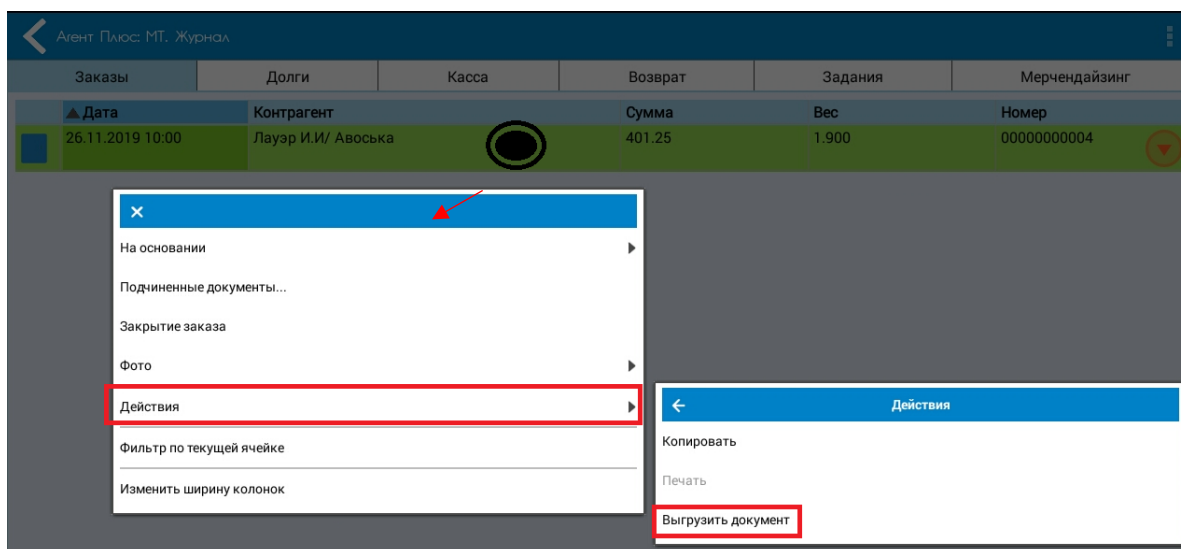 Агент Плюс: МТ. Журнал
Заказы Долги Касса Возврат Задания Мерчендайзинг
Дата Контрагент Сумма Вес Номер
26.11.2019 10:00 Лауэр И.И/ Авоська 401.25 1.900 00000000004
На основании
Подчиненные документы...
Закрытие заказа
Фото
Действия
Фильтр по текущей ячейке
Изменить ширину колонок
Действия
Копировать
Печать
Выгрузить документ